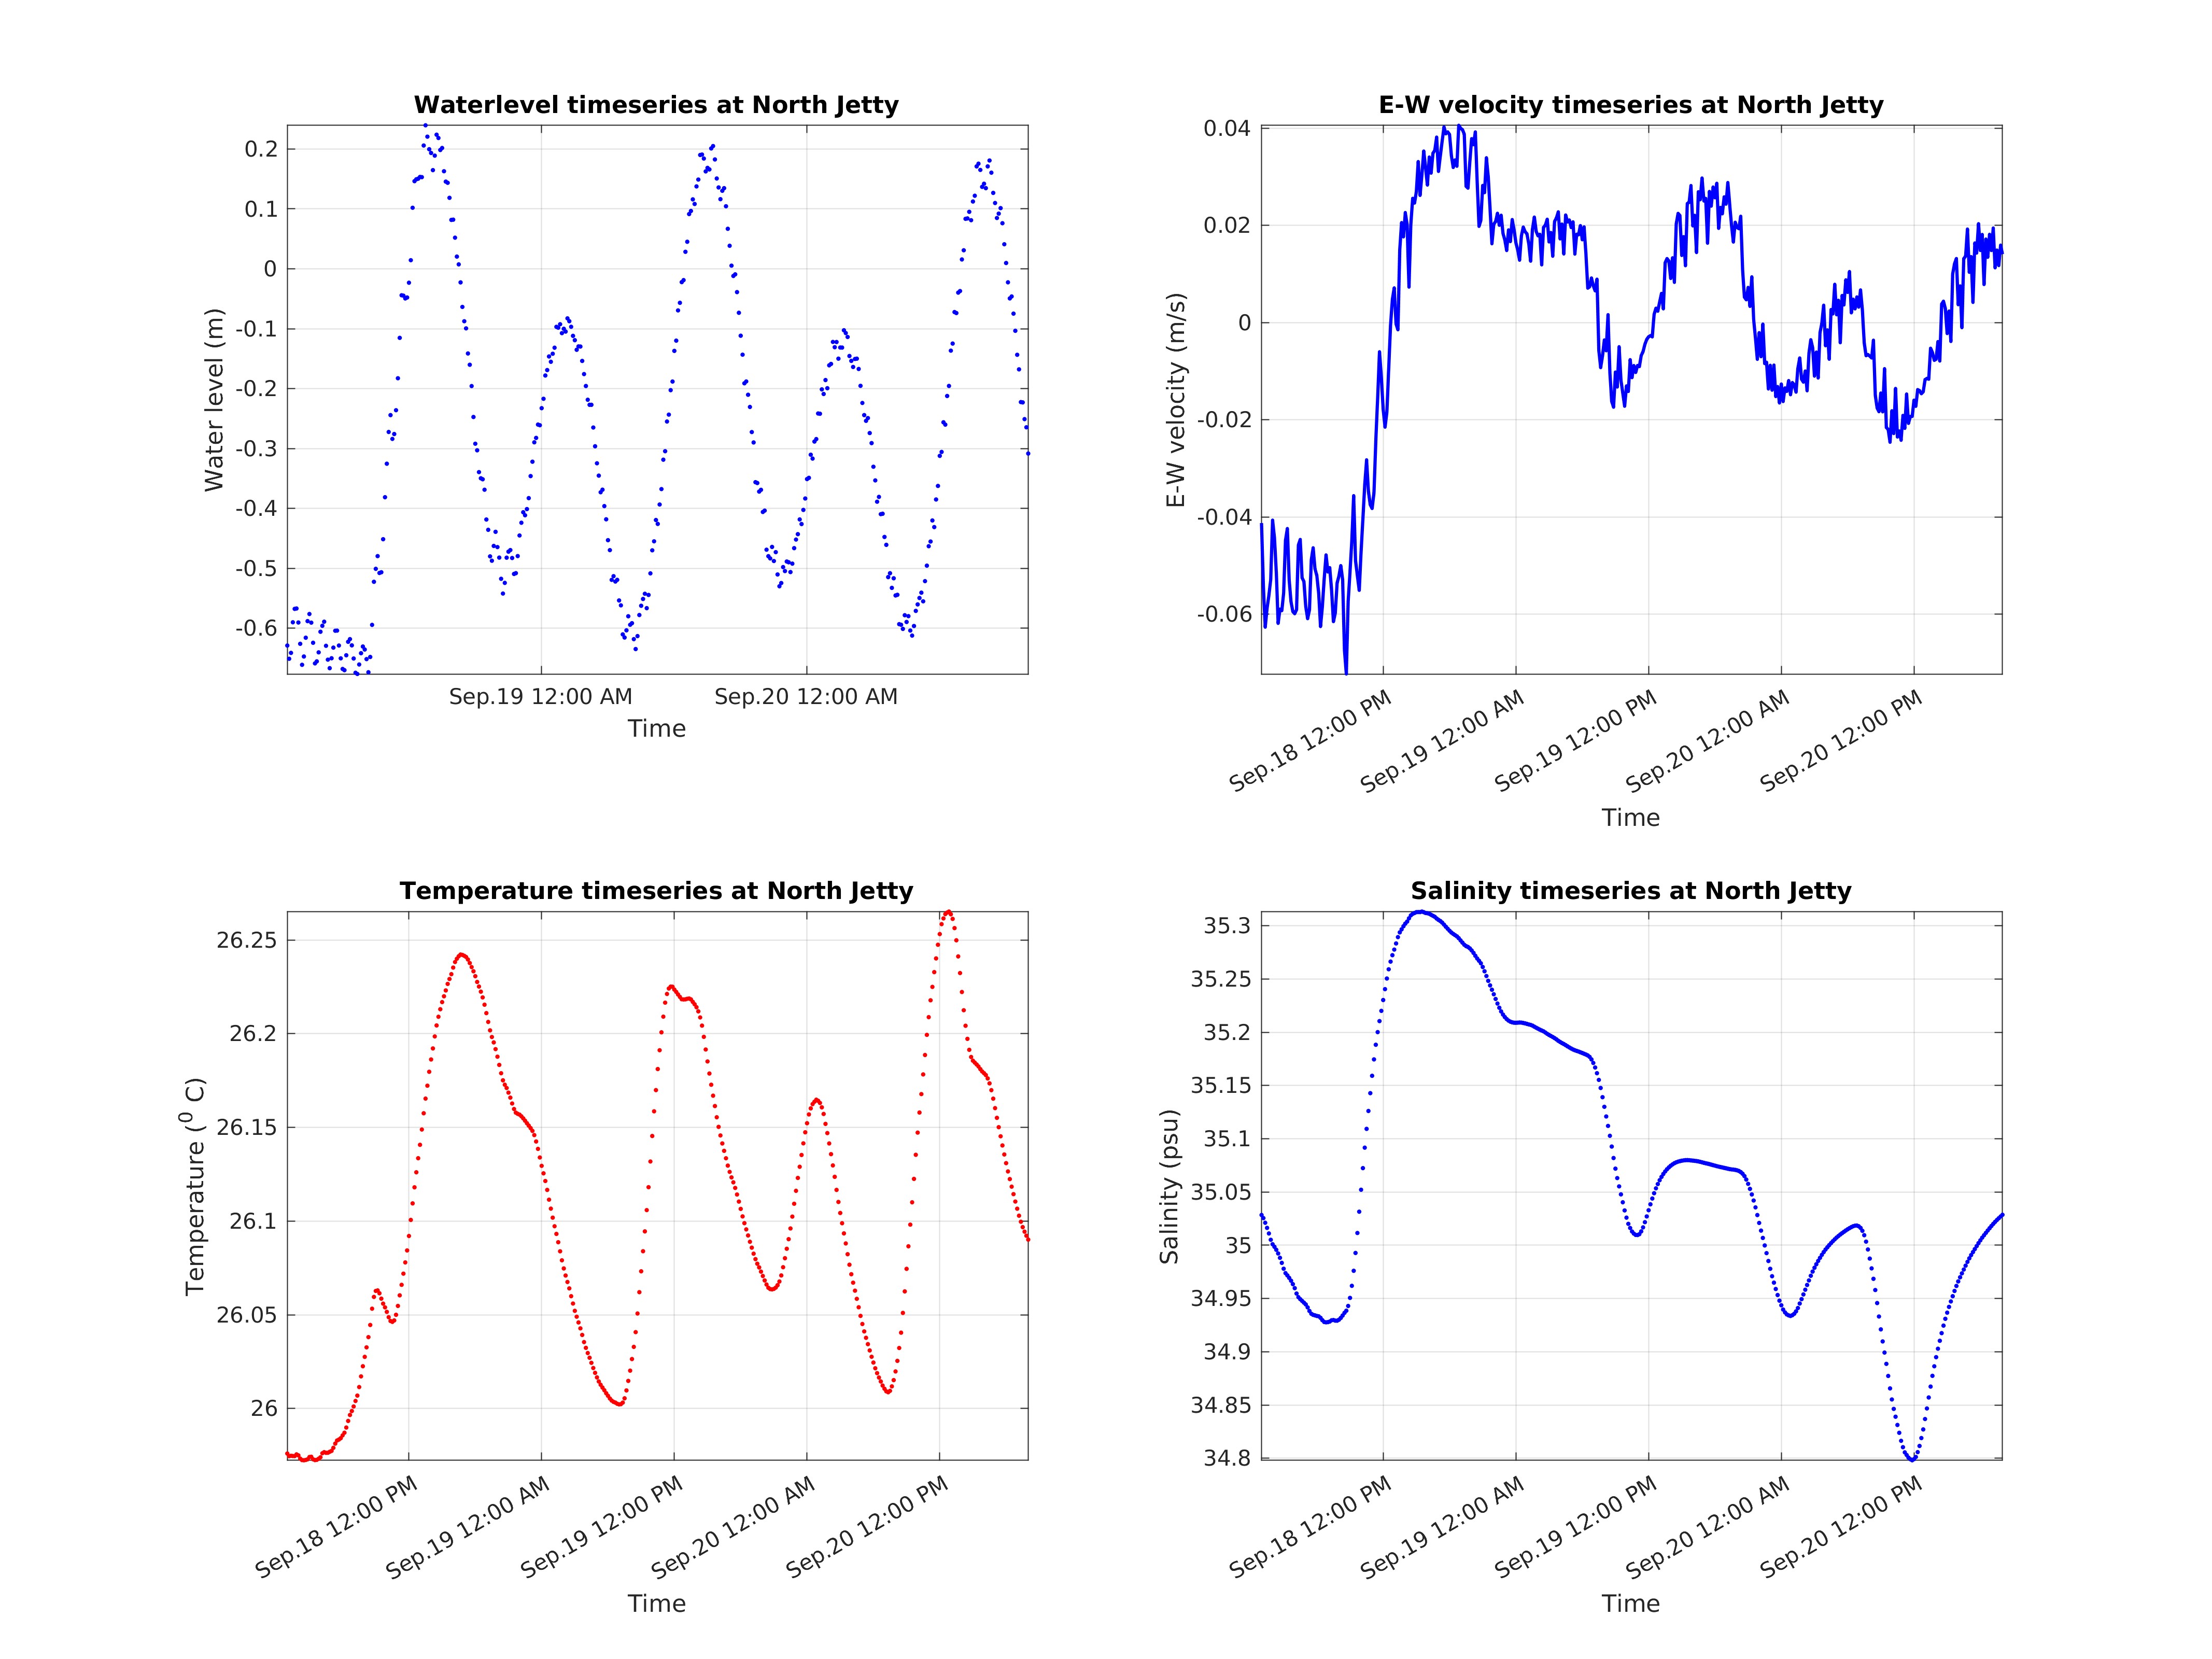 Waterlevel timeseries at North Jetty
0.2
0.1
0
-0.1
-0.2
-0.3
-0.4
-0.5
-0.6
Water level (m)
Sep.19 12:00 AM
Sep.20 12:00 AM
Time
E-W velocity timeseries at North Jetty
0.04
0.02
0
-0.02
-0.04
-0.06
E-W velocity (m/s)
Sep.18 12:00 PM
Sep.19 12:00 AM
Sep.19 12:00 PM
Sep.20 12:00 AM
Sep.20 12:00 PM
Time
Temperature timeseries at North Jetty
26.25
26.2
26.15
26.1
26.05
26
Temperature (⁰ C)
Sep.18 12:00 PM
Sep.19 12:00 AM
Sep.19 12:00 PM
Sep.20 12:00 AM
Sep.20 12:00 PM
Time
Salinity timeseries at North Jetty
35.3
35.25
35.2
35.15
35.1
35.05
35
34.95
34.9
34.85
34.8
Salinity (psu)
Sep.18 12:00 PM
Sep.19 12:00 AM
Sep.19 12:00 PM
Sep.20 12:00 AM
Sep.20 12:00 PM
Time